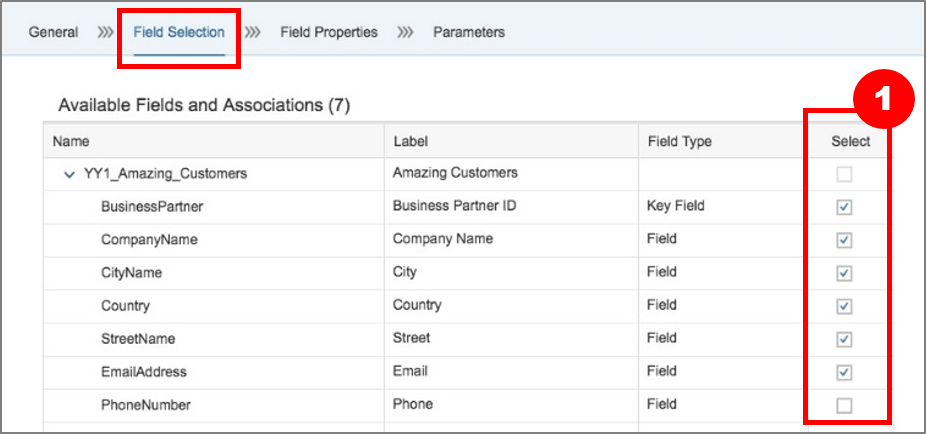 General >>> Field Selection >>> Field Properties >>> Parameters
1
Available Fields and Associations (7)
Name Label Field Type Select
YY1_Amazing_Customers Amazing Customers
BusinessPartner Business Partner ID Key Field
CompanyName Company Name Field
CityName City Field
Country Country Field
StreetName Street Field
EmailAddress Email Field
PhoneNumber Phone Field